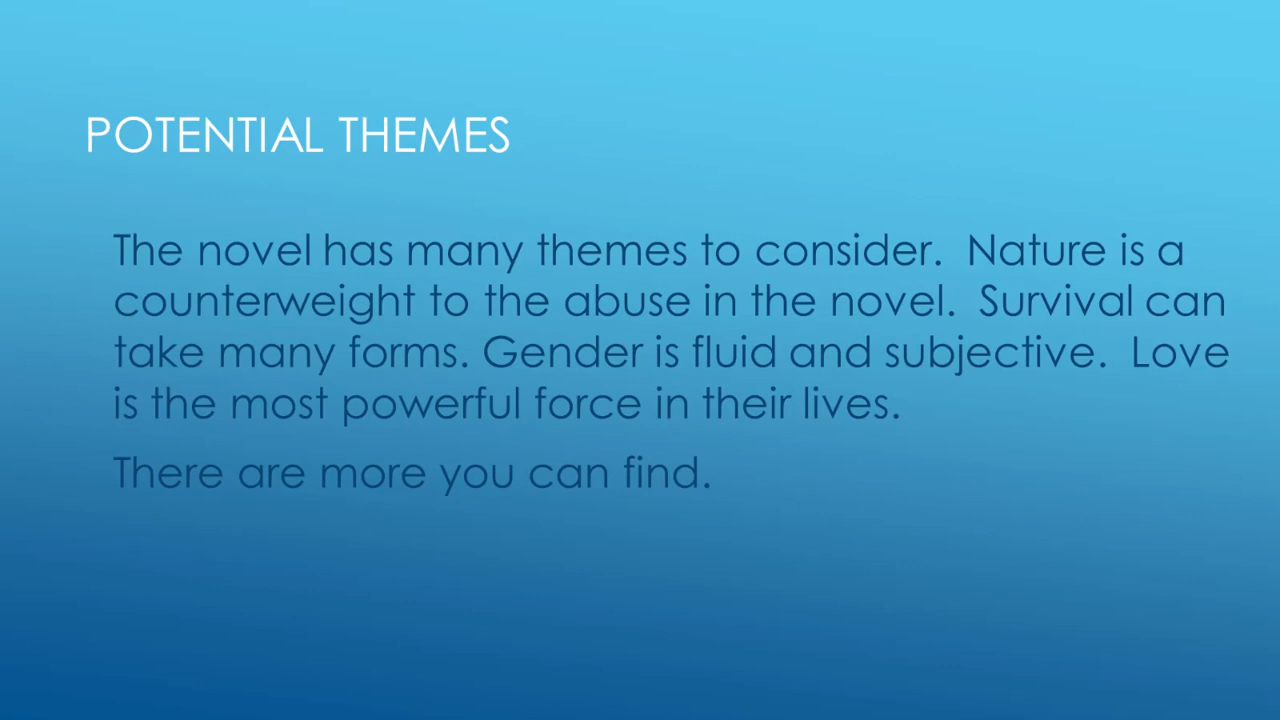 POTENTIAL THEMES
The novel has many themes to consider.  Nature is a
counterweight to the abuse in the novel.  Survival can
take many forms. Gender is fluid and subjective.  Love
is the most powerful force in their lives.
There are more you can find.